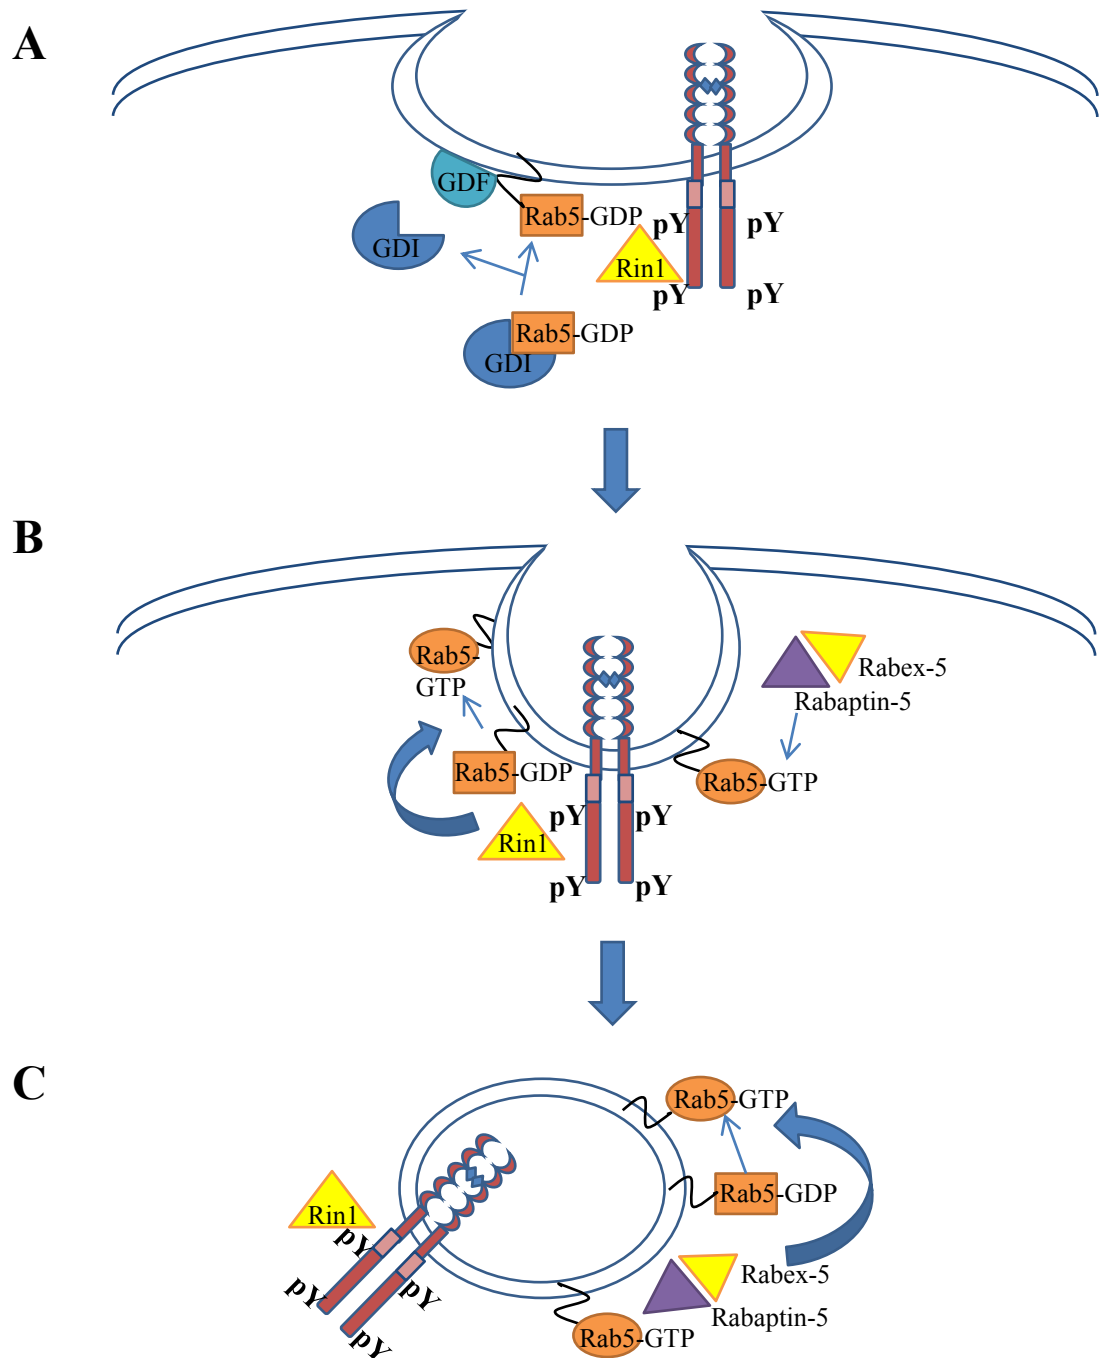 A
GDF
Rab5-GDP
GDI
pY
pY
Rin1
pY
pY
Rab5-GDP
GDI
B
Rab5-
GTP
Rabex-5
Rabaptin-5
Rab5-GDP
Rab5-GTP
pY
pY
Rin1
pY
pY
C
Rab5-GTP
Rab5-GDP
Rin1
pY
pY
pY
pY
Rabex-5
Rabaptin-5
Rab5-GTP